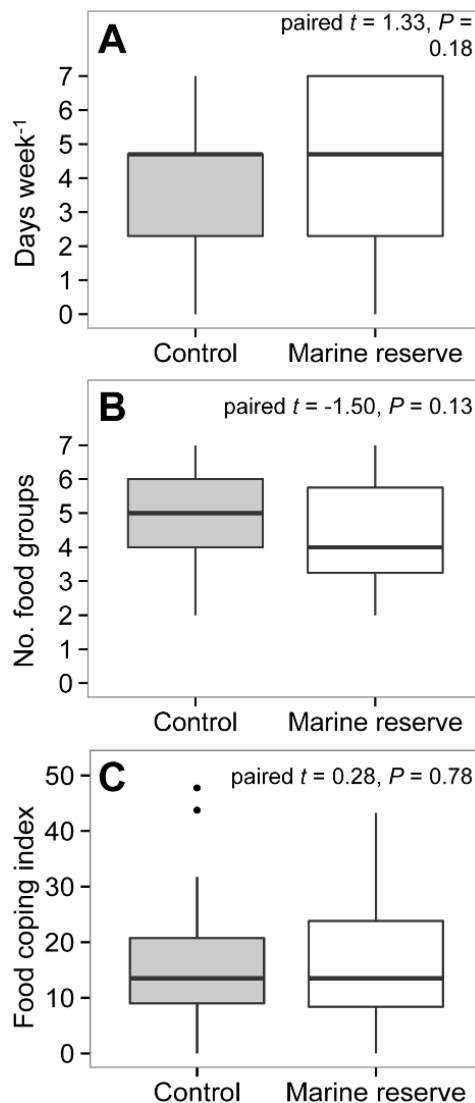 A
paired t = 1.33, P =
0.18
Days week⁻¹
7
6
5
4
3
2
1
0
Control Marine reserve
B
paired t = -1.50, P = 0.13
No. food groups
7
6
5
4
3
2
1
0
Control Marine reserve
C
paired t = 0.28, P = 0.78
Food coping index
50
40
30
20
10
0
Control Marine reserve